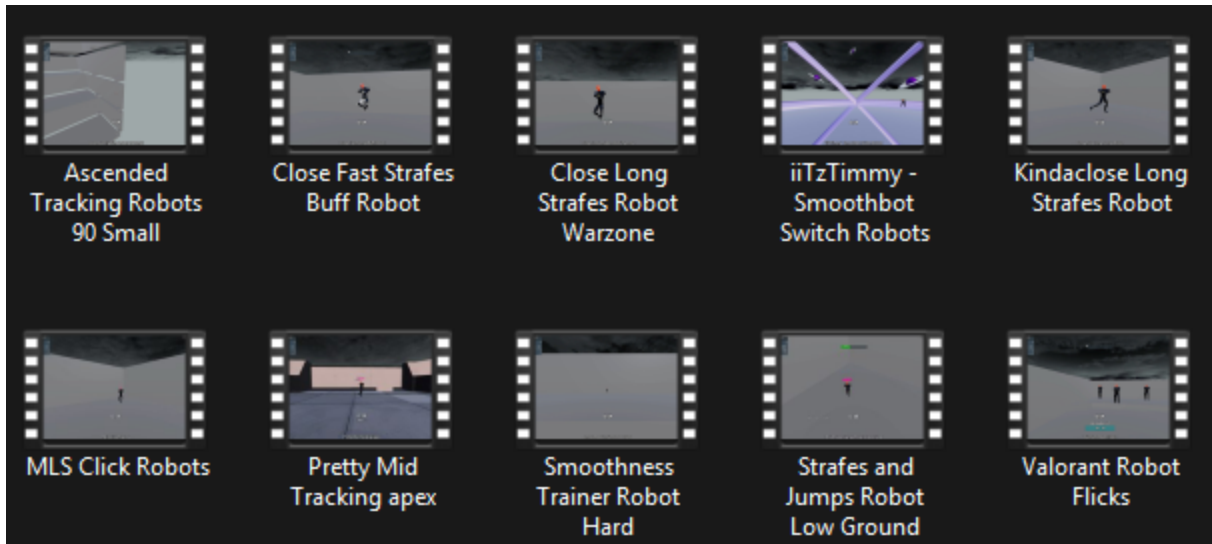 Ascended
Tracking Robots
90 Small
Close Fast Strafes
Buff Robot
Close Long
Strafes Robot
Warzone
iiTzTimmy -
Smoothbot
Switch Robots
Kindaclose Long
Strafes Robot
MLS Click Robots
Pretty Mid
Tracking apex
Smoothness
Trainer Robot
Hard
Strafes and
Jumps Robot
Low Ground
Valorant Robot
Flicks